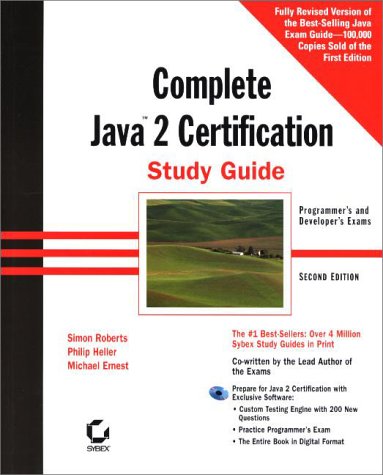 Fully Revised Version of
the Best-Selling Java
Exam Guide—100,000
Copies Sold of the
First Edition
Complete
Java™ 2 Certification
Study Guide
Programmer's and
Developer's Exams
SECOND EDITION
Simon Roberts
Philip Heller
Michael Ernest
The #1 Best-Sellers: Over 4 Million
Sybex Study Guides in Print
Co-written by the Lead Author of
the Exams
Prepare for Java 2 Certification with
Exclusive Software:
• Custom Testing Engine with 200 New
Questions
• Practice Programmer's Exam
• The Entire Book in Digital Format
SYBEX